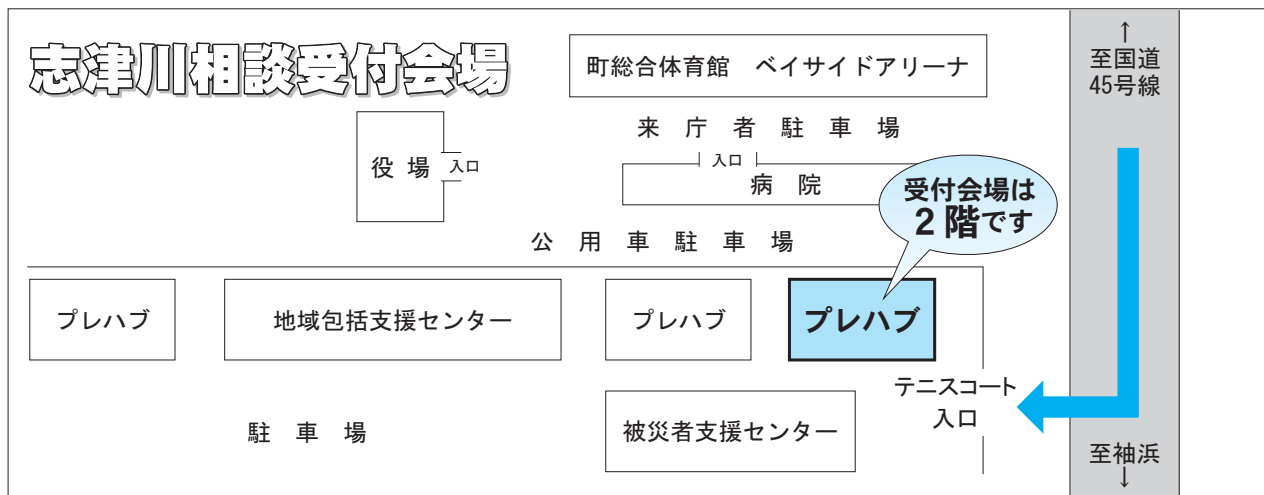 志津川相談受付会場
町総合体育館　ベイサイドアリーナ
↑
至国道
45号線
来庁者駐車場
役場
入口
入口
病院
受付会場は
2階です
公用車駐車場
プレハブ
地域包括支援センター
プレハブ
プレハブ
テニスコート
入口
駐車場
被災者支援センター
至袖浜
↓